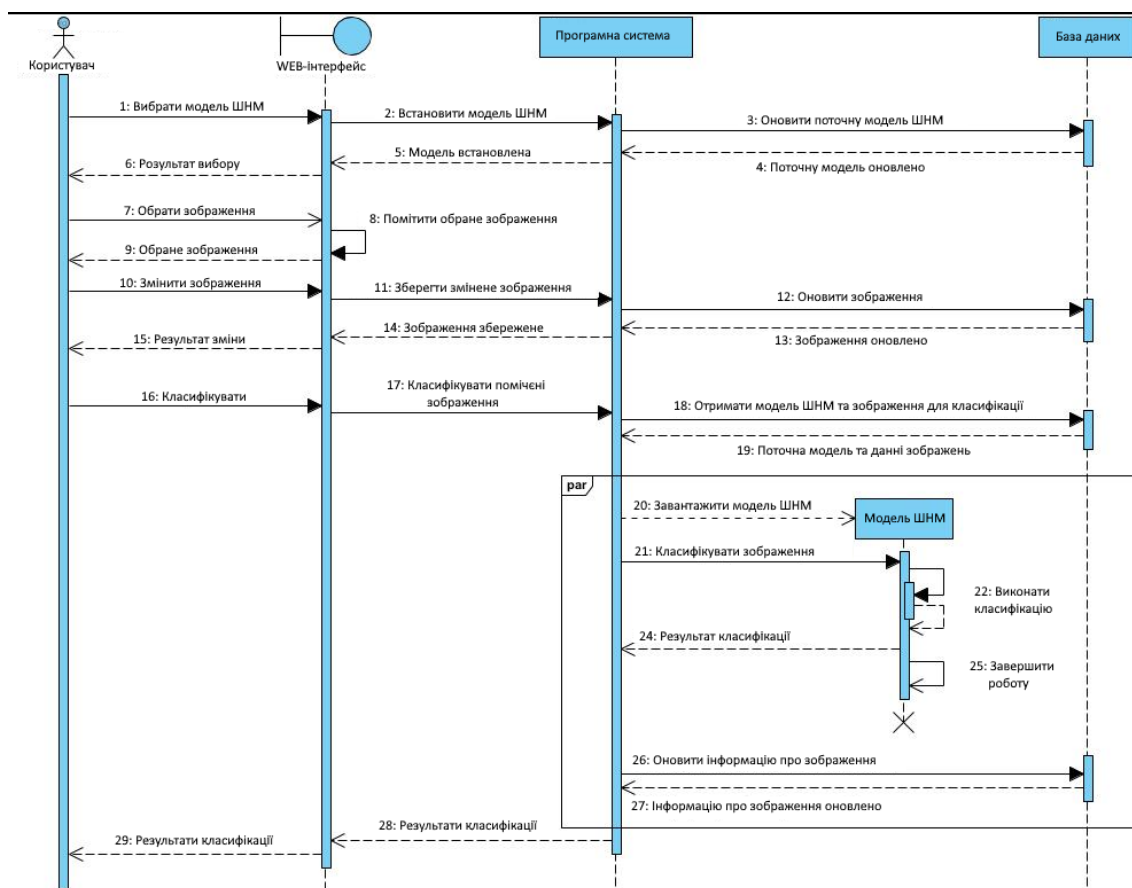 Користувач
WEB-інтерфейс
Програмна система
База даних
1: Вибрати модель ШНМ
2: Встановити модель ШНМ
3: Оновити поточну модель ШНМ
4: Поточну модель оновлено
5: Модель встановлена
6: Розультат вибору
7: Обрати зображення
8: Помітити обране зображення
9: Обране зображення
10: Змінити зображення
11: Зберегти змінене зображення
12: Оновити зображення
13: Зображення оновлено
14: Зображення збережене
15: Результат зміни
16: Класифікувати
17: Класифікувати помічєні
зображення
18: Отримати модель ШНМ та зображення для класифікації
19: Поточна модель та данні зображень
par
20: Завантажити модель ШНМ
Модель ШНМ
21: Класифікувати зображення
22: Виконати
класифікацію
24: Результат класифікації
25: Завершити
роботу
26: Оновити інформацію про зображення
27: Інформацію про зображення оновлено
28: Результати класифікації
29: Результати класифікації